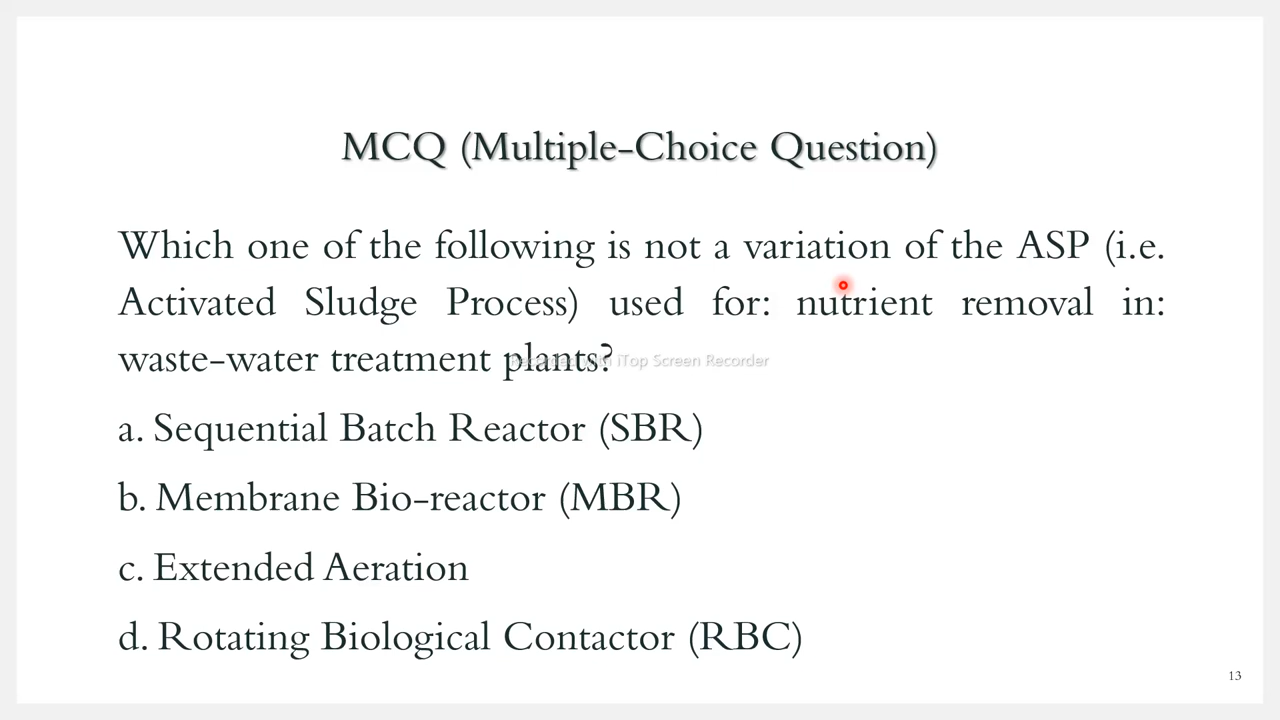 MCQ (Multiple-Choice Question)
Which one of the following is not a variation of the ASP (i.e.
Activated Sludge Process) used for: nutrient removal in:
waste-water treatment plants?
Recorded with iTop Screen Recorder
a. Sequential Batch Reactor (SBR)
b. Membrane Bio-reactor (MBR)
c. Extended Aeration
d. Rotating Biological Contactor (RBC)
13